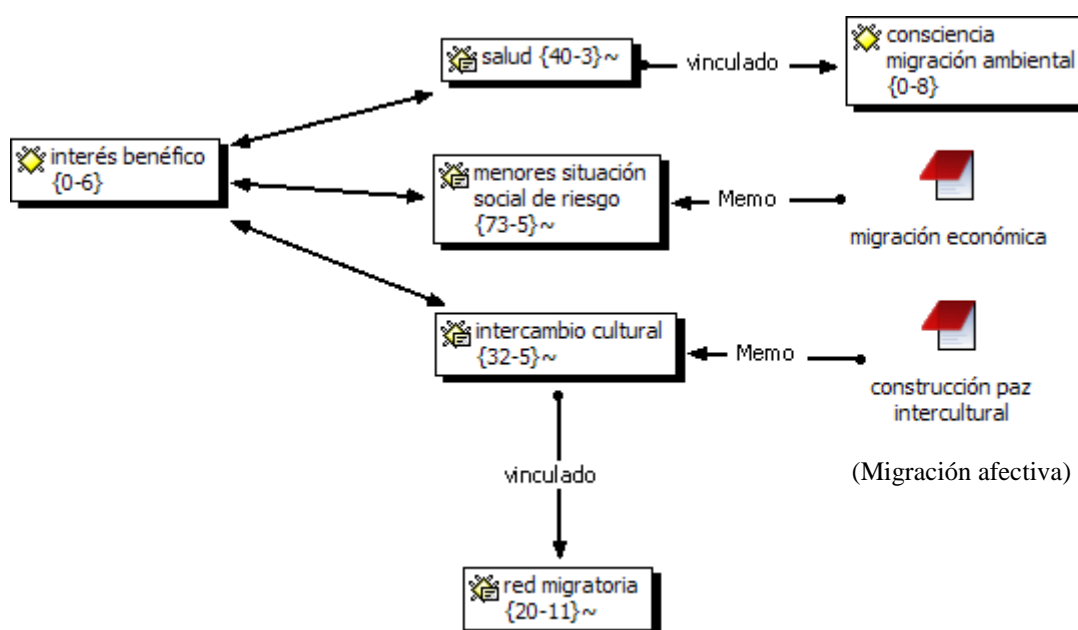 salud {40-3}~
vinculado
consciencia
migración ambiental
{0-8}
interés benéfico
{0-6}
menores situación
social de riesgo
{73-5}~
Memo
migración económica
intercambio cultural
{32-5}~
Memo
construcción paz
intercultural
(Migración afectiva)
vinculado
red migratoria
{20-11}~